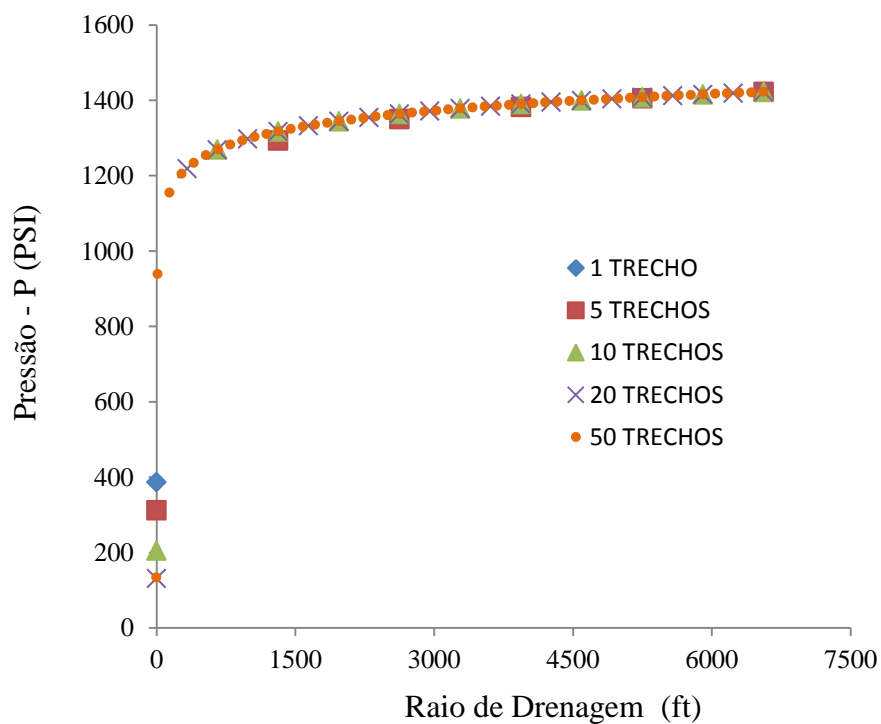 1600
1400
1200
1000
800
600
400
200
0
Pressão - P (PSI)
1 TRECHO
5 TRECHOS
10 TRECHOS
20 TRECHOS
50 TRECHOS
0 1500 3000 4500 6000 7500
Raio de Drenagem (ft)